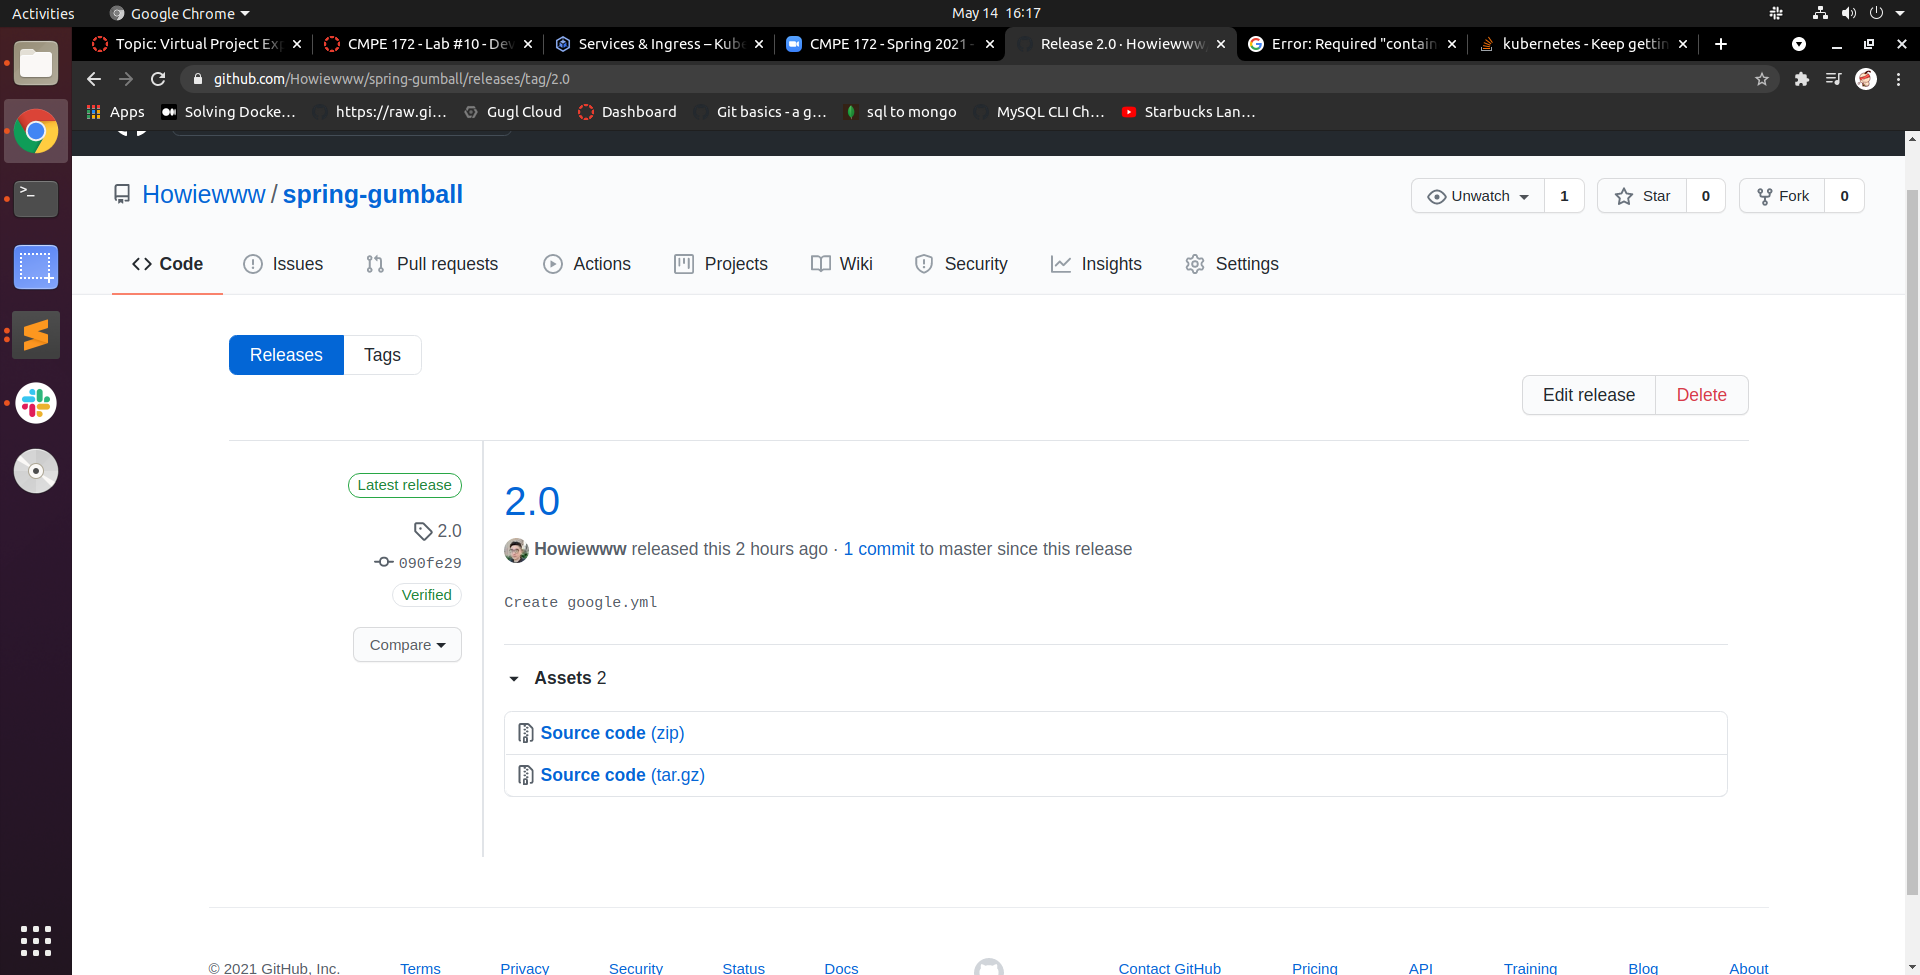 Activities
Google Chrome
May 14 16:17
Topic: Virtual Project Exp
CMPE 172 - Lab #10 - Dev
Services & Ingress – Kube
CMPE 172 - Spring 2021 -
Release 2.0 · Howiewww
Error: Required "contain
kubernetes - Keep gettin
github.com/Howiewww/spring-gumball/releases/tag/2.0
Apps
Solving Docke...
https://raw.gi...
Gugl Cloud
Dashboard
Git basics - a g...
sql to mongo
MySQL CLI Ch...
Starbucks Lan...
Howiewww / spring-gumball
Unwatch 1
Star 0
Fork 0
Code
Issues
Pull requests
Actions
Projects
Wiki
Security
Insights
Settings
Releases
Tags
Edit release
Delete
Latest release
2.0
090fe29
Verified
Compare
2.0
Howiewww released this 2 hours ago · 1 commit to master since this release
Create google.yml
Assets 2
Source code (zip)
Source code (tar.gz)
© 2021 GitHub, Inc.
Terms
Privacy
Security
Status
Docs
Contact GitHub
Pricing
API
Training
Blog
About